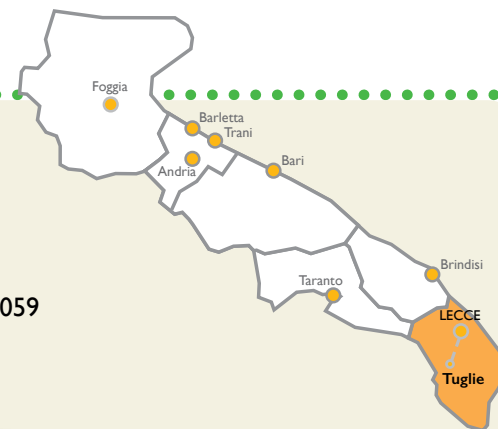 Foggia
Barletta
Trani
Andria
Bari
Brindisi
Taranto
059
LECCE
Tuglie